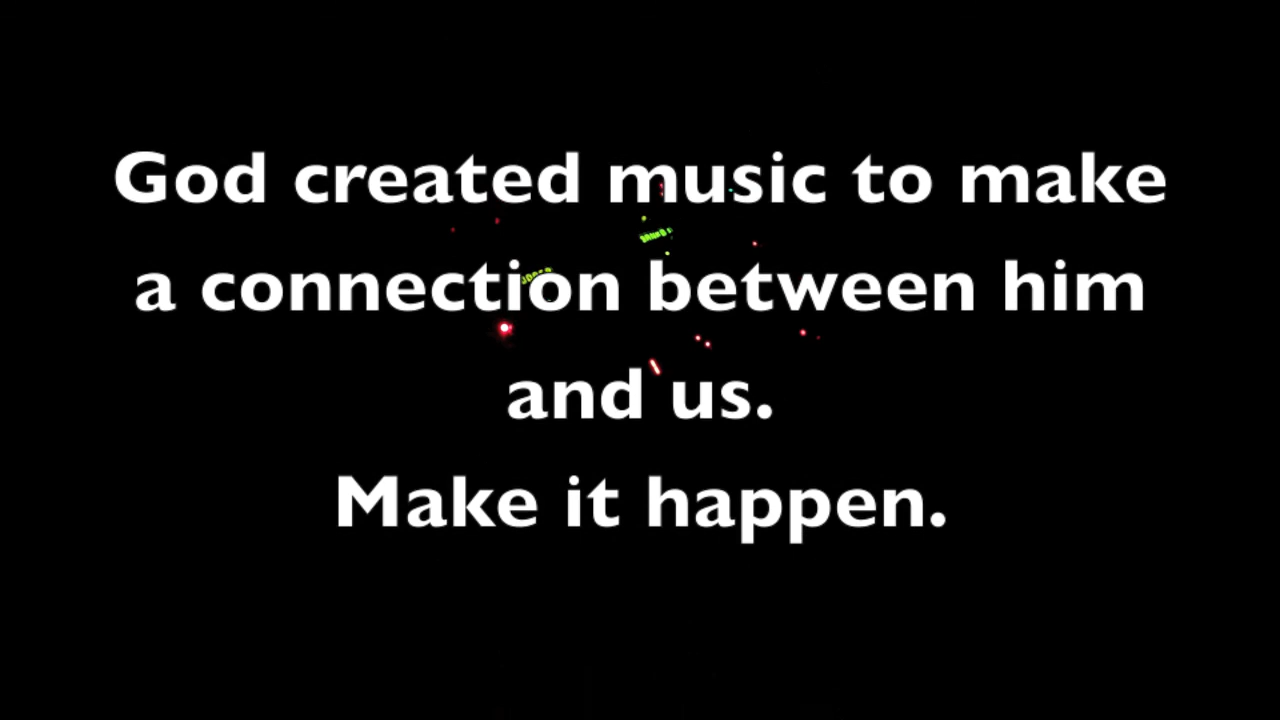 God created music to make
a connection between him
and us.
Make it happen.